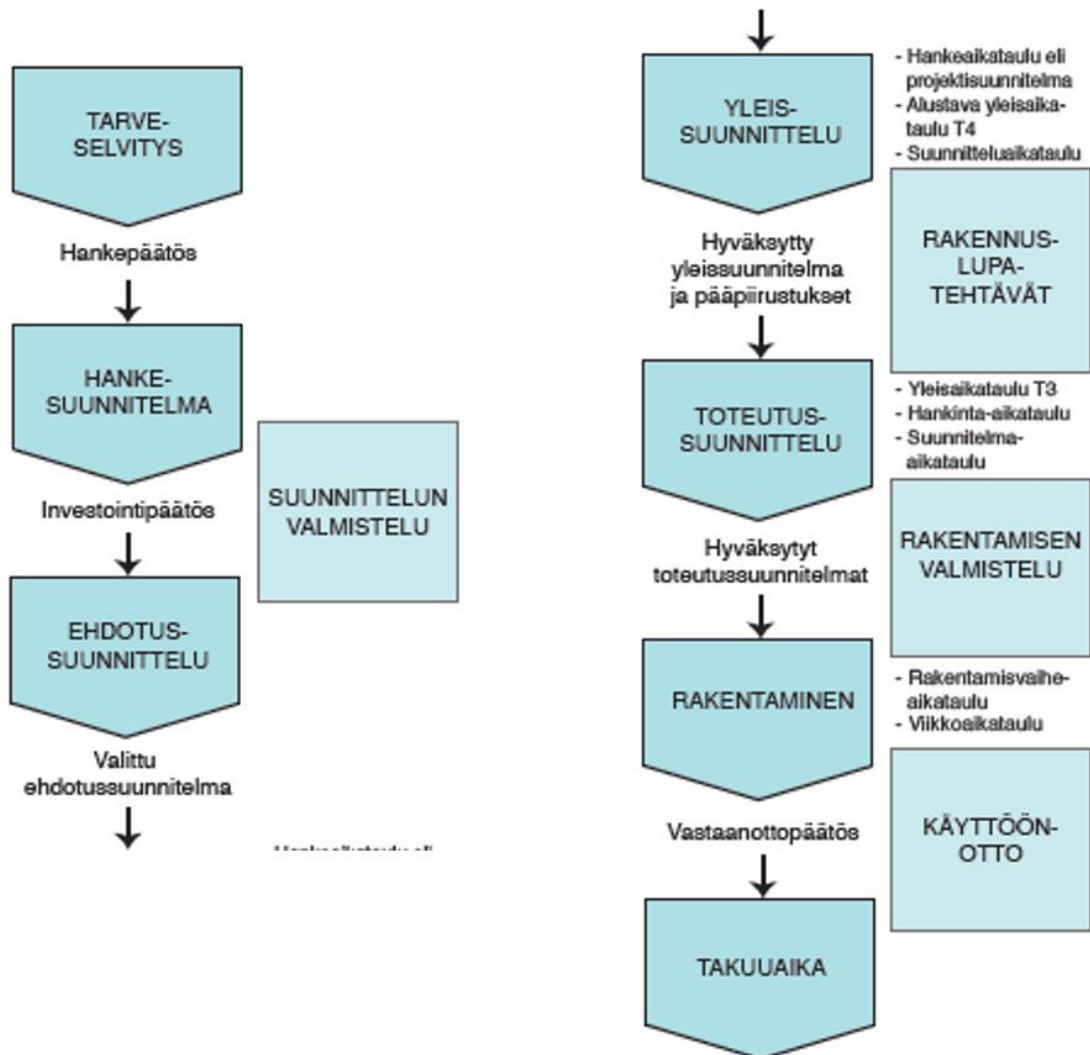 TARVE-
SELVITYS
Hankepäätös
HANKE-
SUUNNITELMA
Investointipäätös
SUUNNITTELUN
VALMISTELU
EHDOTUS-
SUUNNITTELU
Valittu
ehdotussuunnitelma
YLEIS-
SUUNNITTELU
- Hankeaikataulu eli
projektisuunnitelma
- Alustava yleisaika-
taulu T4
- Suunnitteluaikataulu
RAKENNUS-
LUPA-
TEHTÄVÄT
Hyväksytty
yleissuunnitelma
ja pääpiirustukset
TOTEUTUS-
SUUNNITTELU
- Yleisaikataulu T3
- Hankinta-aikataulu
- Suunnitelma-
aikataulu
RAKENTAMISEN
VALMISTELU
Hyväksytyt
toteutussuunnitelmat
RAKENTAMINEN
- Rakentamisvaihe-
aikataulu
- Viikkoaikataulu
KÄYTTÖÖN-
OTTO
Vastaanottopäätös
TAKUUAIKA